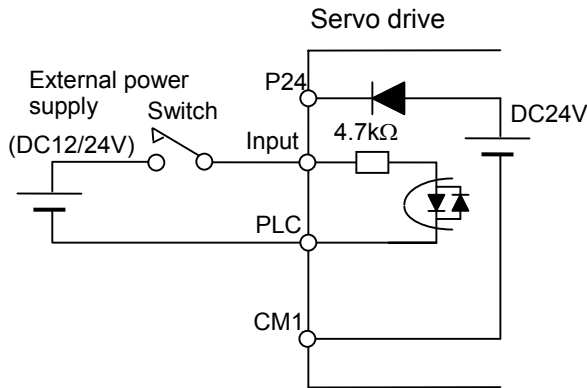 Servo drive
P24
External power
supply
Switch
DC24V
(DC12/24V)
Input
4.7kΩ
PLC
CM1